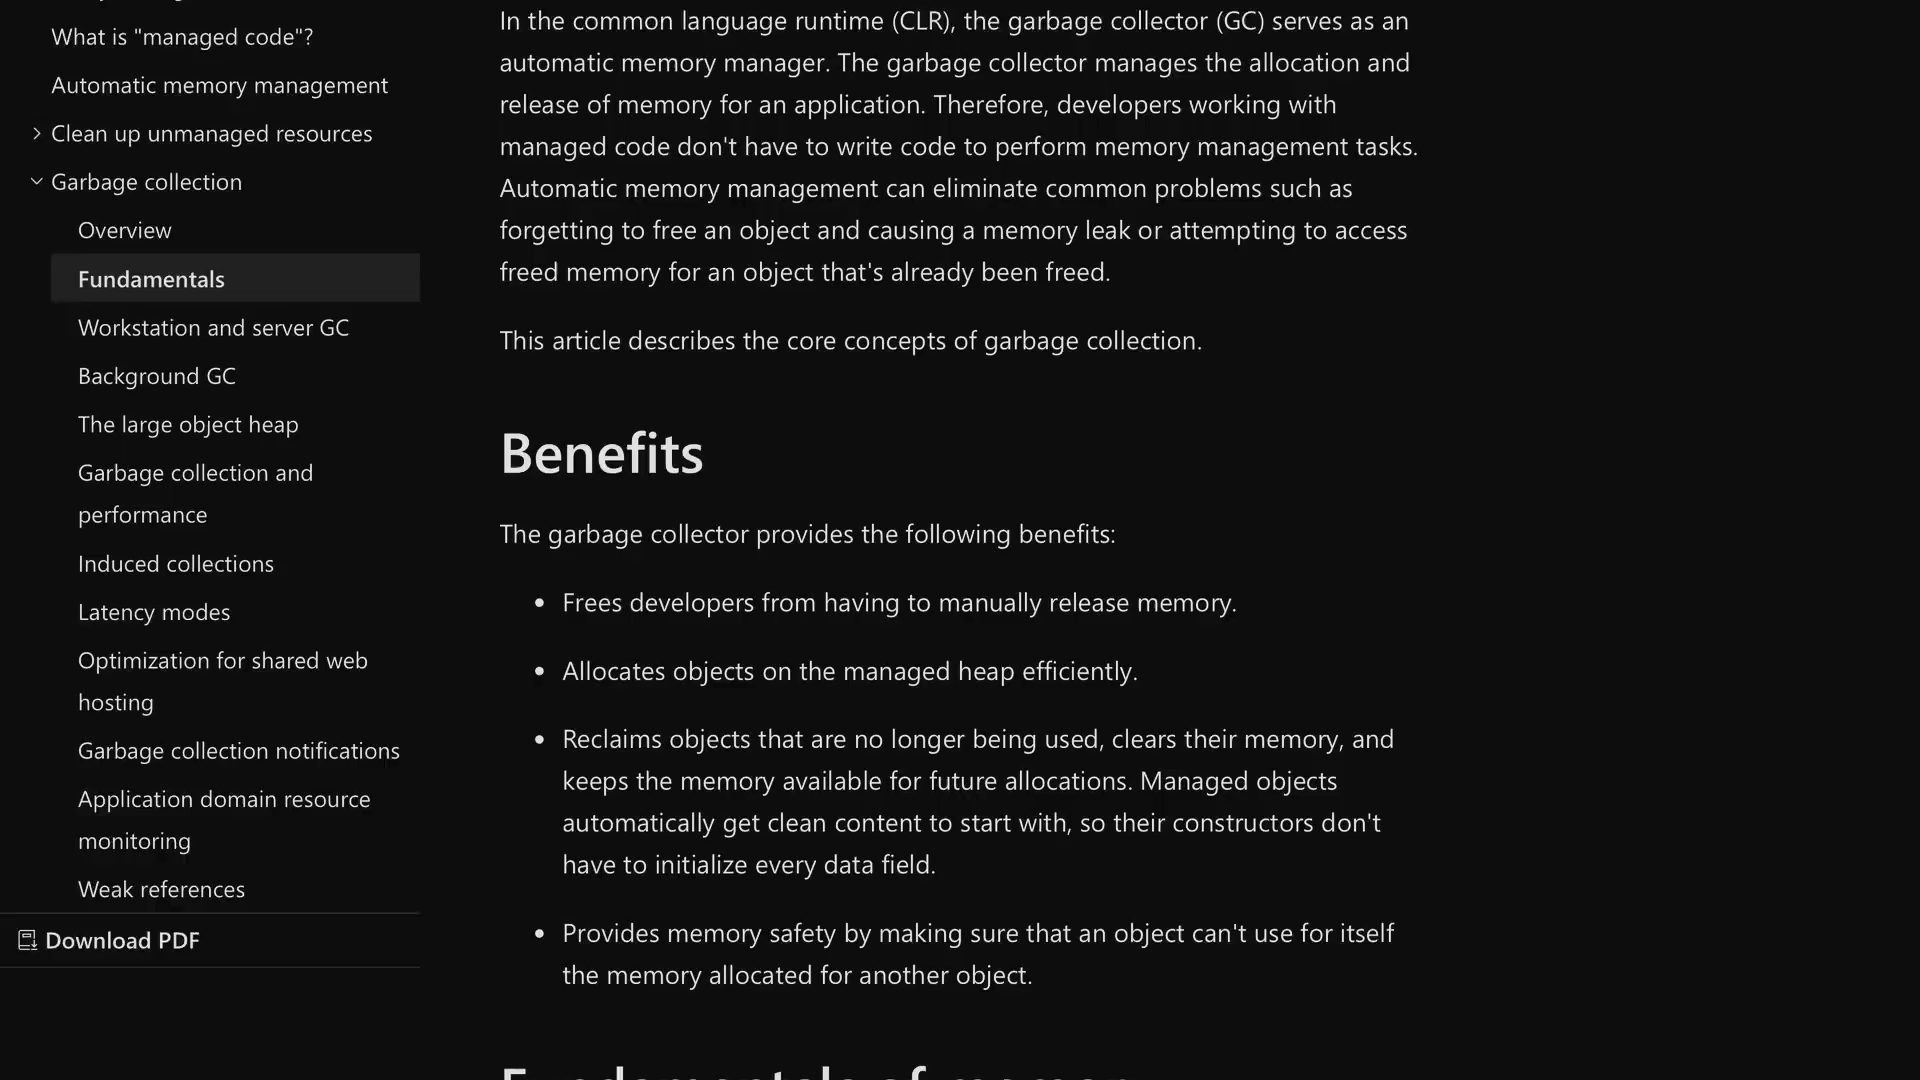 What is "managed code"?
Automatic memory management
Clean up unmanaged resources
Garbage collection
Overview
Fundamentals
Workstation and server GC
Background GC
The large object heap
Garbage collection and
performance
Induced collections
Latency modes
Optimization for shared web
hosting
Garbage collection notifications
Application domain resource
monitoring
Weak references
Download PDF
In the common language runtime (CLR), the garbage collector (GC) serves as an
automatic memory manager. The garbage collector manages the allocation and
release of memory for an application. Therefore, developers working with
managed code don't have to write code to perform memory management tasks.
Automatic memory management can eliminate common problems such as
forgetting to free an object and causing a memory leak or attempting to access
freed memory for an object that's already been freed.
This article describes the core concepts of garbage collection.
Benefits
The garbage collector provides the following benefits:
• Frees developers from having to manually release memory.
• Allocates objects on the managed heap efficiently.
• Reclaims objects that are no longer being used, clears their memory, and
keeps the memory available for future allocations. Managed objects
automatically get clean content to start with, so their constructors don't
have to initialize every data field.
• Provides memory safety by making sure that an object can't use for itself
the memory allocated for another object.
Fundamentals of